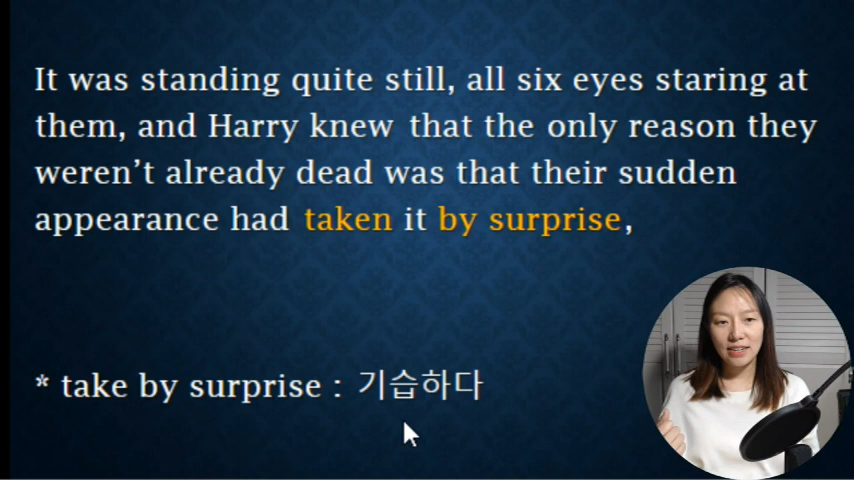 It was standing quite still, all six eyes staring at
them, and Harry knew that the only reason they
weren’t already dead was that their sudden
appearance had taken it by surprise,
* take by surprise : 기습하다